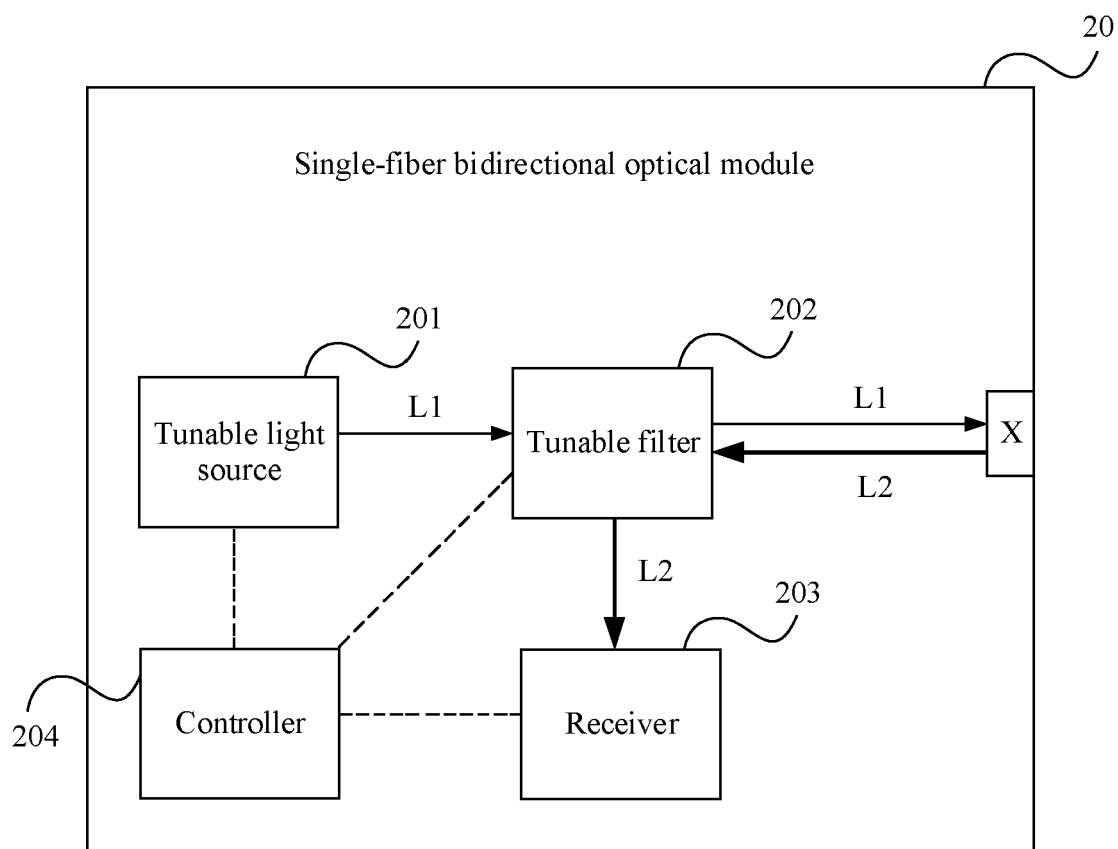 20
Single-fiber bidirectional optical module
201
202
Tunable light
source
L1
Tunable filter
L1
X
L2
L2
203
204
Controller
Receiver